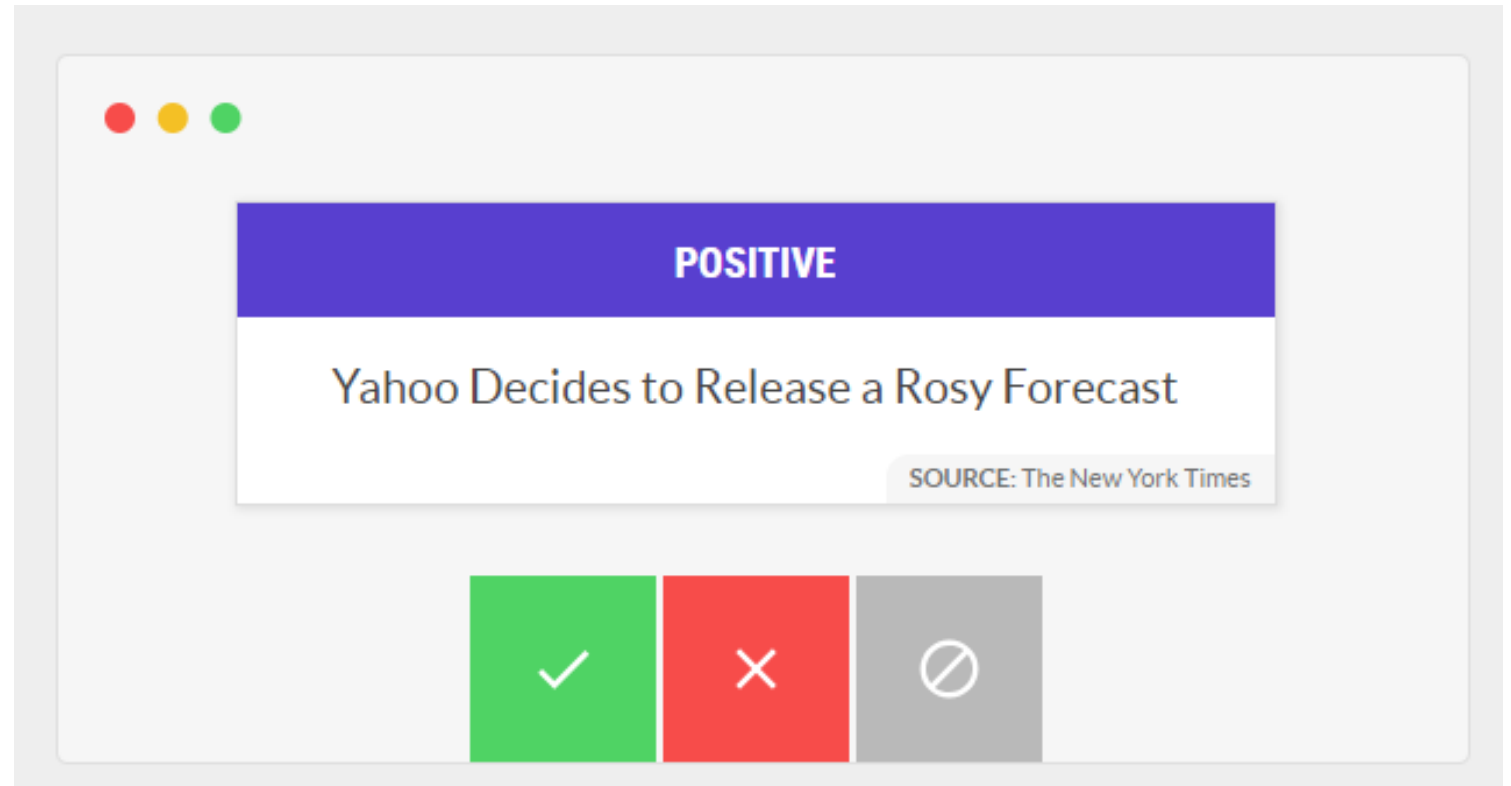 POSITIVE
Yahoo Decides to Release a Rosy Forecast
SOURCE: The New York Times